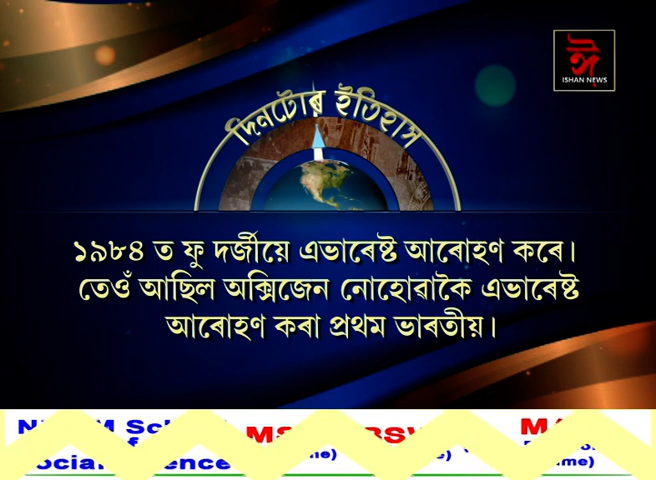 ঈ
ISHAN NEWS
দিনটোৰ ইতিহাস
১৯৮৪ ত ফু দৰ্জীয়ে এভাৰেষ্ট আৰোহণ কৰে।
তেওঁ আছিল অক্সিজেন নোহোৱাকৈ এভাৰেষ্ট
আৰোহণ কৰা প্ৰথম ভাৰতীয়।